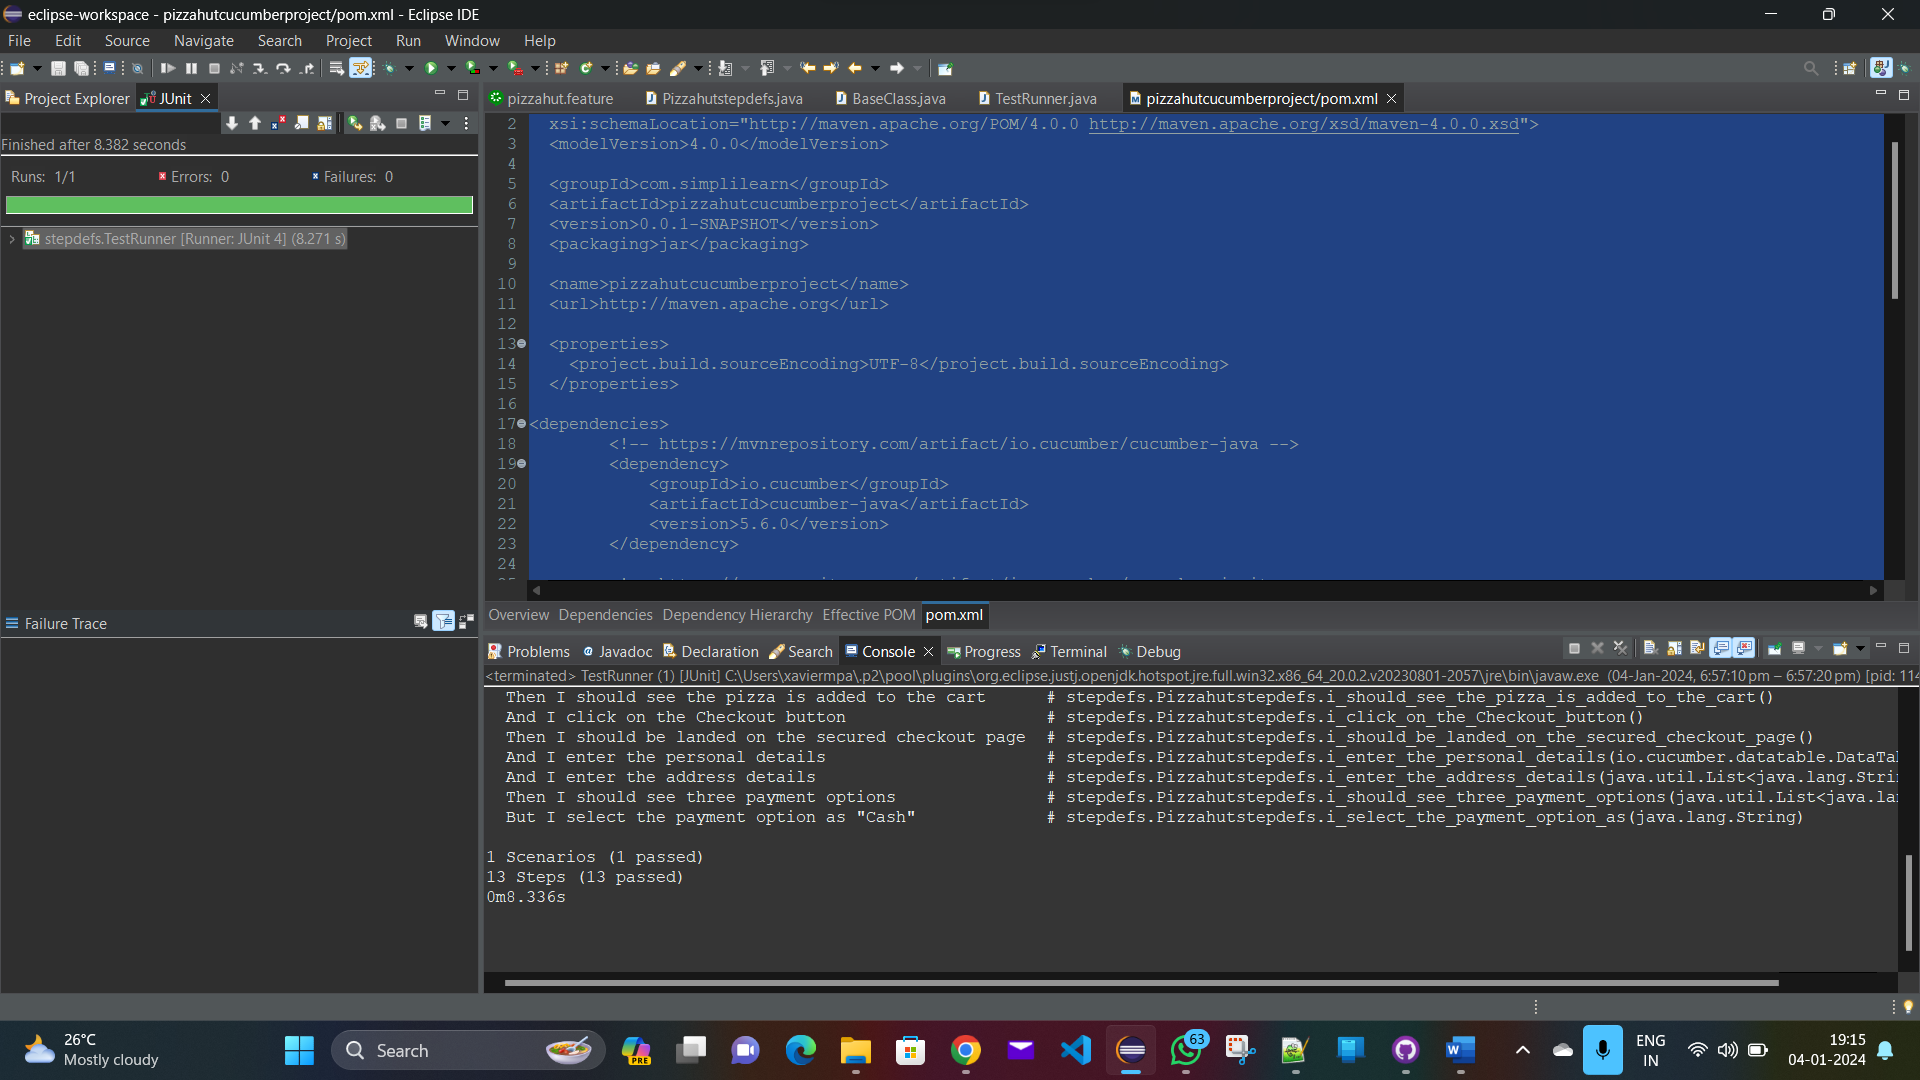 eclipse-workspace - pizzahutcucumberproject/pom.xml - Eclipse IDE
File Edit Source Navigate Search Project Run Window Help
Project Explorer JUnit
pizzahut.feature Pizzahutstepdefs.java BaseClass.java TestRunner.java pizzahutcucumberproject/pom.xml
Finished after 8.382 seconds
Runs: 1/1 Errors: 0 Failures: 0
stepdefs.TestRunner [Runner: JUnit 4] (8.271 s)
Failure Trace
2 xsi:schemaLocation="http://maven.apache.org/POM/4.0.0 http://maven.apache.org/xsd/maven-4.0.0.xsd">
3 <modelVersion>4.0.0</modelVersion>
4
5 <groupId>com.simplilearn</groupId>
6 <artifactId>pizzahutcucumberproject</artifactId>
7 <version>0.0.1-SNAPSHOT</version>
8 <packaging>jar</packaging>
9
10 <name>pizzahutcucumberproject</name>
11 <url>http://maven.apache.org</url>
12
13 <properties>
14 <project.build.sourceEncoding>UTF-8</project.build.sourceEncoding>
15 </properties>
16
17 <dependencies>
18 <!-- https://mvnrepository.com/artifact/io.cucumber/cucumber-java -->
19 <dependency>
20 <groupId>io.cucumber</groupId>
21 <artifactId>cucumber-java</artifactId>
22 <version>5.6.0</version>
23 </dependency>
24
Overview Dependencies Dependency Hierarchy Effective POM pom.xml
Problems Javadoc Declaration Search Console Progress Terminal Debug
<terminated> TestRunner (1) [JUnit] C:\Users\xaviermpa\.p2\pool\plugins\org.eclipse.justj.openjdk.hotspot.jre.full.win32.x86_64_20.0.2.v20230801-2057\jre\bin\javaw.exe (04-Jan-2024, 6:57:10 pm – 6:57:20 pm) [pid: 114
Then I should see the pizza is added to the cart # stepdefs.Pizzahutstepdefs.i_should_see_the_pizza_is_added_to_the_cart()
And I click on the Checkout button # stepdefs.Pizzahutstepdefs.i_click_on_the_Checkout_button()
Then I should be landed on the secured checkout page # stepdefs.Pizzahutstepdefs.i_should_be_landed_on_the_secured_checkout_page()
And I enter the personal details # stepdefs.Pizzahutstepdefs.i_enter_the_personal_details(io.cucumber.datatable.DataTab
And I enter the address details # stepdefs.Pizzahutstepdefs.i_enter_the_address_details(java.util.List<java.lang.Stri
Then I should see three payment options # stepdefs.Pizzahutstepdefs.i_should_see_three_payment_options(java.util.List<java.la
But I select the payment option as "Cash" # stepdefs.Pizzahutstepdefs.i_select_the_payment_option_as(java.lang.String)
1 Scenarios (1 passed)
13 Steps (13 passed)
0m8.336s
26°C
Mostly cloudy
Search
PRE
63
ENG
IN
19:15
04-01-2024